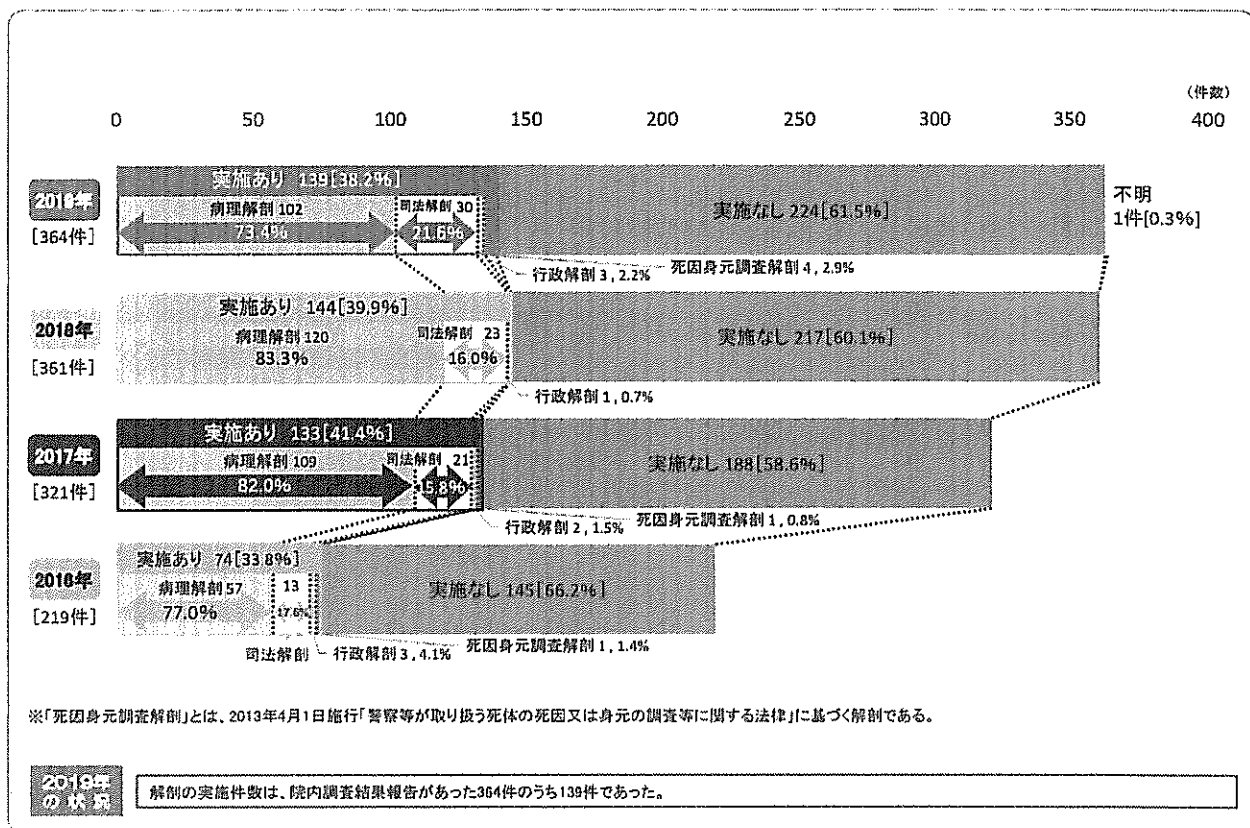 (件数)
0 50 100 150 200 250 300 350 400
実施あり 139[38.2%]
2019年
[364件]
病理解剖 102
73.4%
司法解剖 30
21.6%
実施なし 224[61.5%]
不明
1件[0.3%]
行政解剖 3 , 2.2%
死因身元調査解剖 4 , 2.9%
実施あり 144[39.9%]
2018年
[361件]
病理解剖 120
83.3%
司法解剖 23
16.0%
実施なし 217[60.1%]
行政解剖 1 , 0.7%
実施あり 133[41.4%]
2017年
[321件]
病理解剖 109
82.0%
司法解剖 21
15.8%
実施なし 188[58.6%]
行政解剖 2 , 1.5%
死因身元調査解剖 1 , 0.8%
実施あり 74[33.8%]
2016年
[219件]
病理解剖 57
77.0%
13
17.6%
実施なし 145[66.2%]
司法解剖
行政解剖 3 , 4.1%
死因身元調査解剖 1 , 1.4%
※「死因身元調査解剖」とは、2013年4月1日施行「警察等が取り扱う死体の死因又は身元の調査等に関する法律」に基づく解剖である。
2019年
の状況
解剖の実施件数は、院内調査結果報告があった364件のうち139件であった。